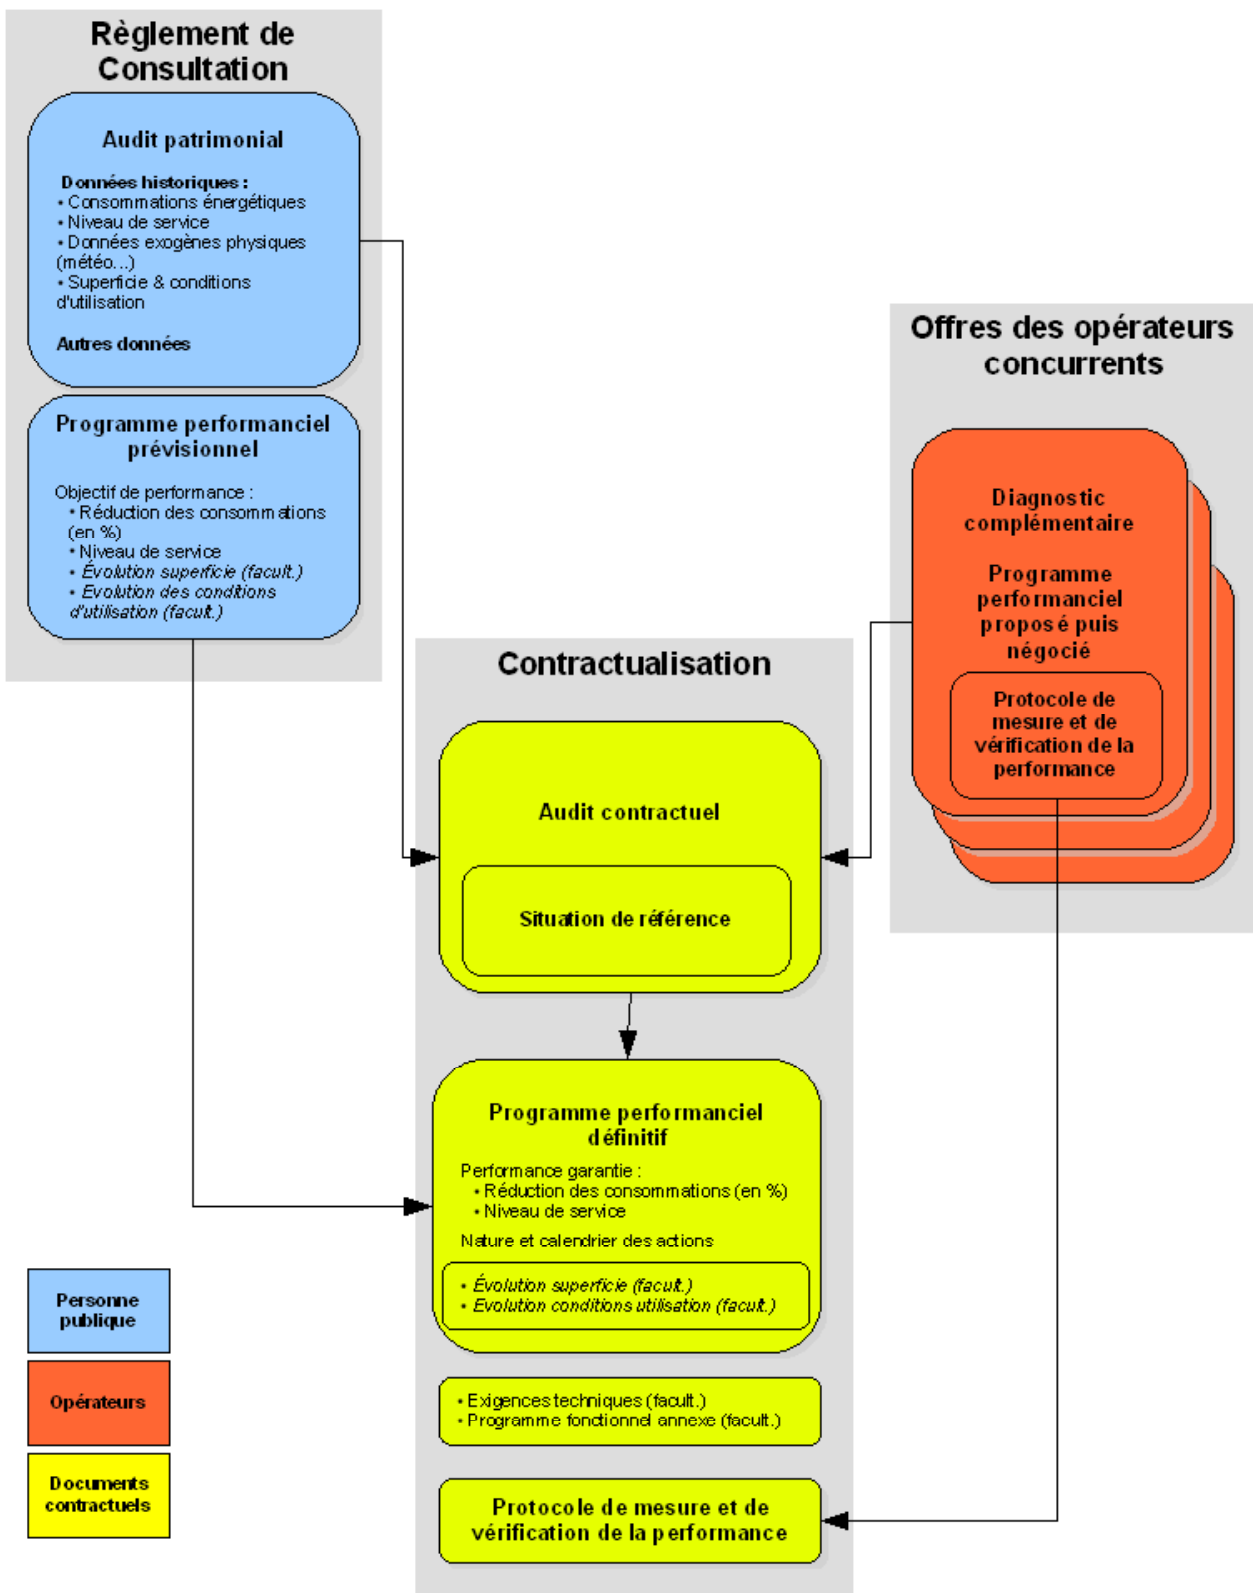 Règlement de
Consultation
Audit patrimonial
Données historiques :
• Consommations énergétiques
• Niveau de service
• Données exogènes physiques
(météo...)
• Superficie & conditions
d'utilisation
Autres données
Programme performanciel
prévisionnel
Objectif de performance :
• Réduction des consommations
(en %)
• Niveau de service
• Évolution superficie (facult.)
• Evolution des conditions
d'utilisation (facult.)
Offres des opérateurs
concurrents
Diagnostic
complémentaire
Programme
performanciel
proposé puis
négocié
Protocole de
mesure et de
vérification de la
performance
Contractualisation
Audit contractuel
Situation de référence
Programme performanciel
définitif
Performance garantie :
• Réduction des consommations (en %)
• Niveau de service
Nature et calendrier des actions
• Évolution superficie (facult.)
• Evolution conditions utilisation (facult.)
• Exigences techniques (facult.)
• Programme fonctionnel annexe (facult.)
Protocole de mesure et de
vérification de la performance
Personne
publique
Opérateurs
Documents
contractuels